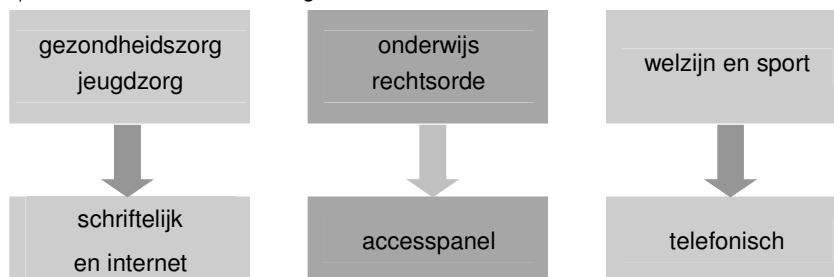 gezondheidszorg
jeugdzorg
onderwijs
rechtsorde
welzijn en sport
schriftelijk
en internet
accesspanel
telefonisch